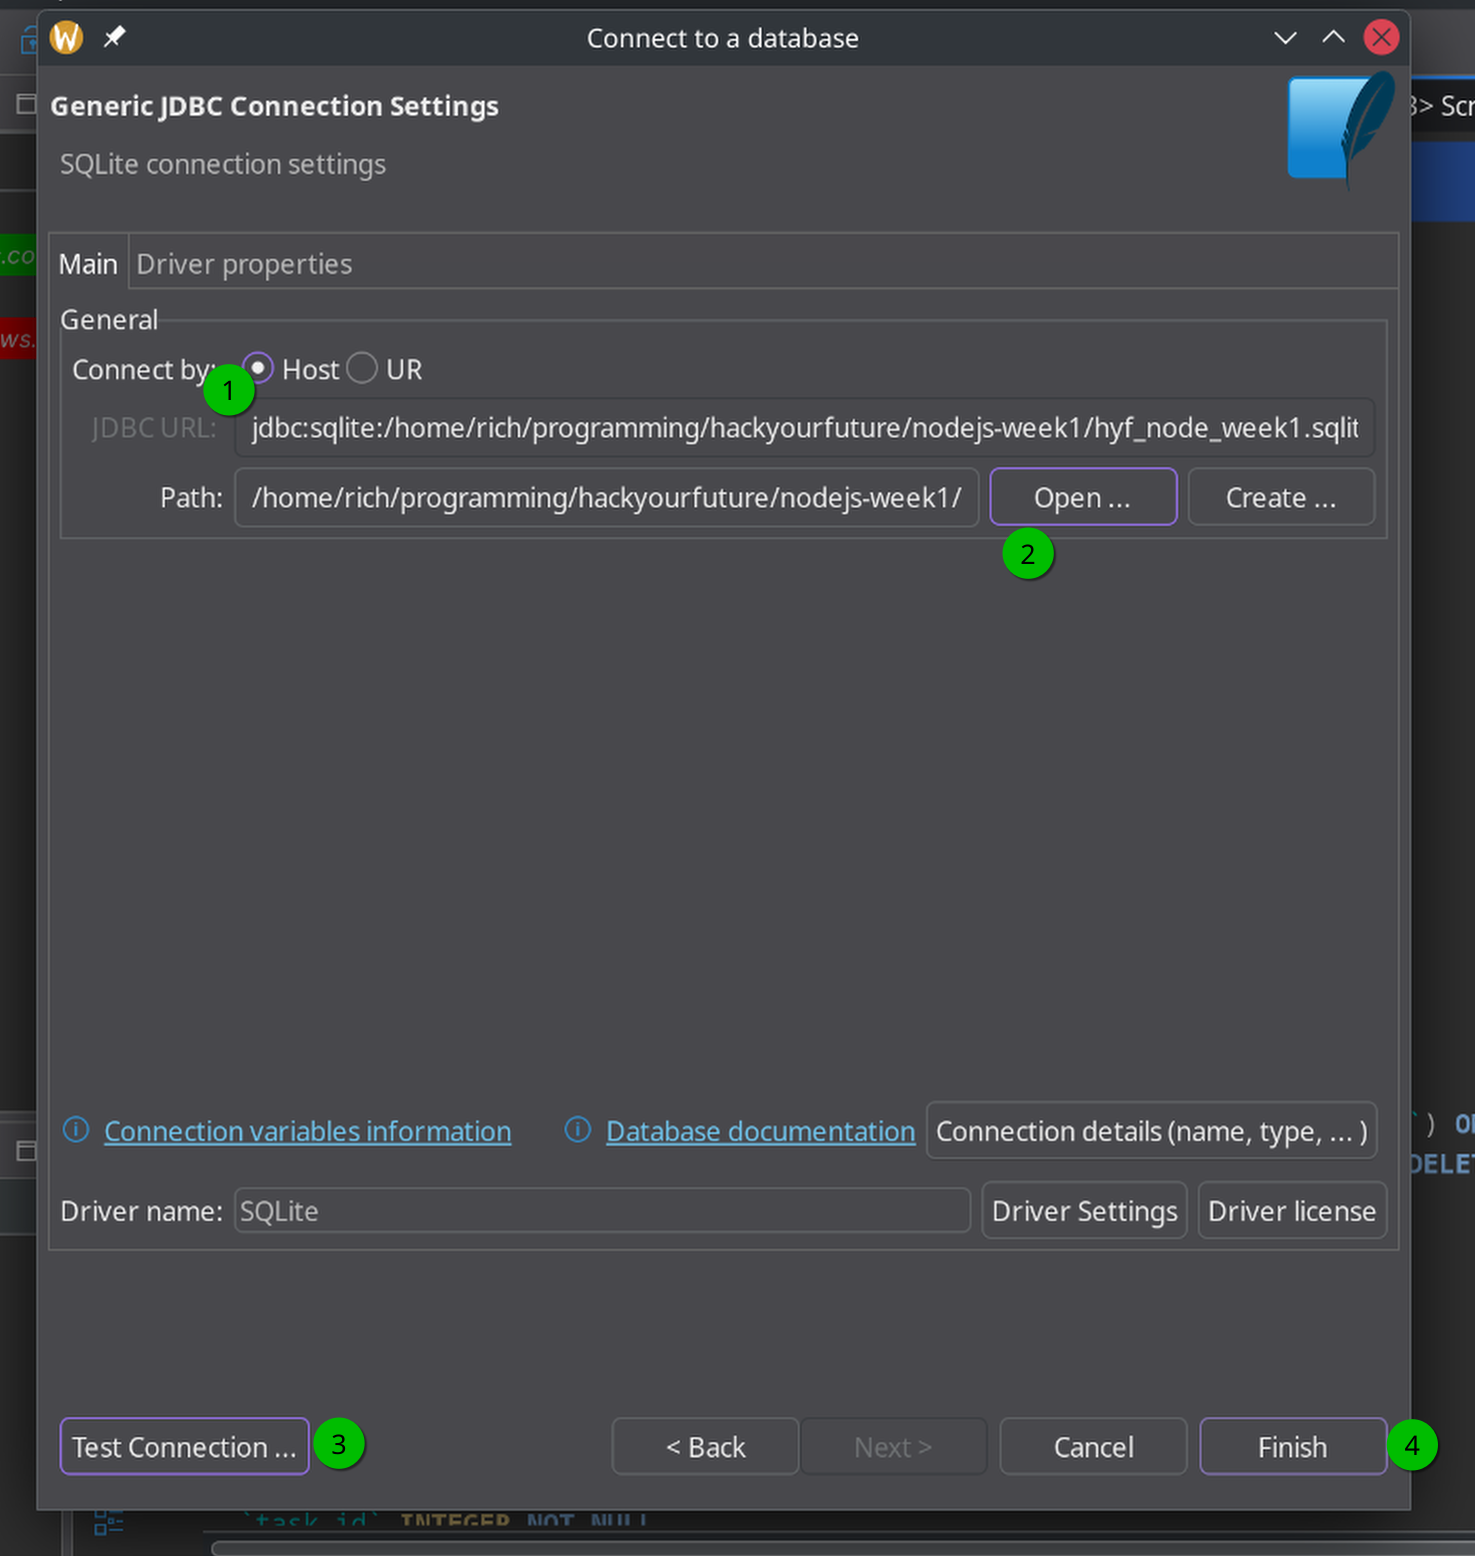 W
Connect to a database
Generic JDBC Connection Settings
SQLite connection settings
3> Scr
.co
ws.
Main
Driver properties
General
Connect by:
Host
UR
1
JDBC URL:
jdbc:sqlite:/home/rich/programming/hackyourfuture/nodejs-week1/hyf_node_week1.sqlit
Path:
/home/rich/programming/hackyourfuture/nodejs-week1/
Open ...
Create ...
2
Connection variables information
Database documentation
Connection details (name, type, ... )
`) O
DELET
Driver name:
SQLite
Driver Settings
Driver license
Test Connection ...
3
< Back
Next >
Cancel
Finish
4
`task_id` INTEGER NOT NULL